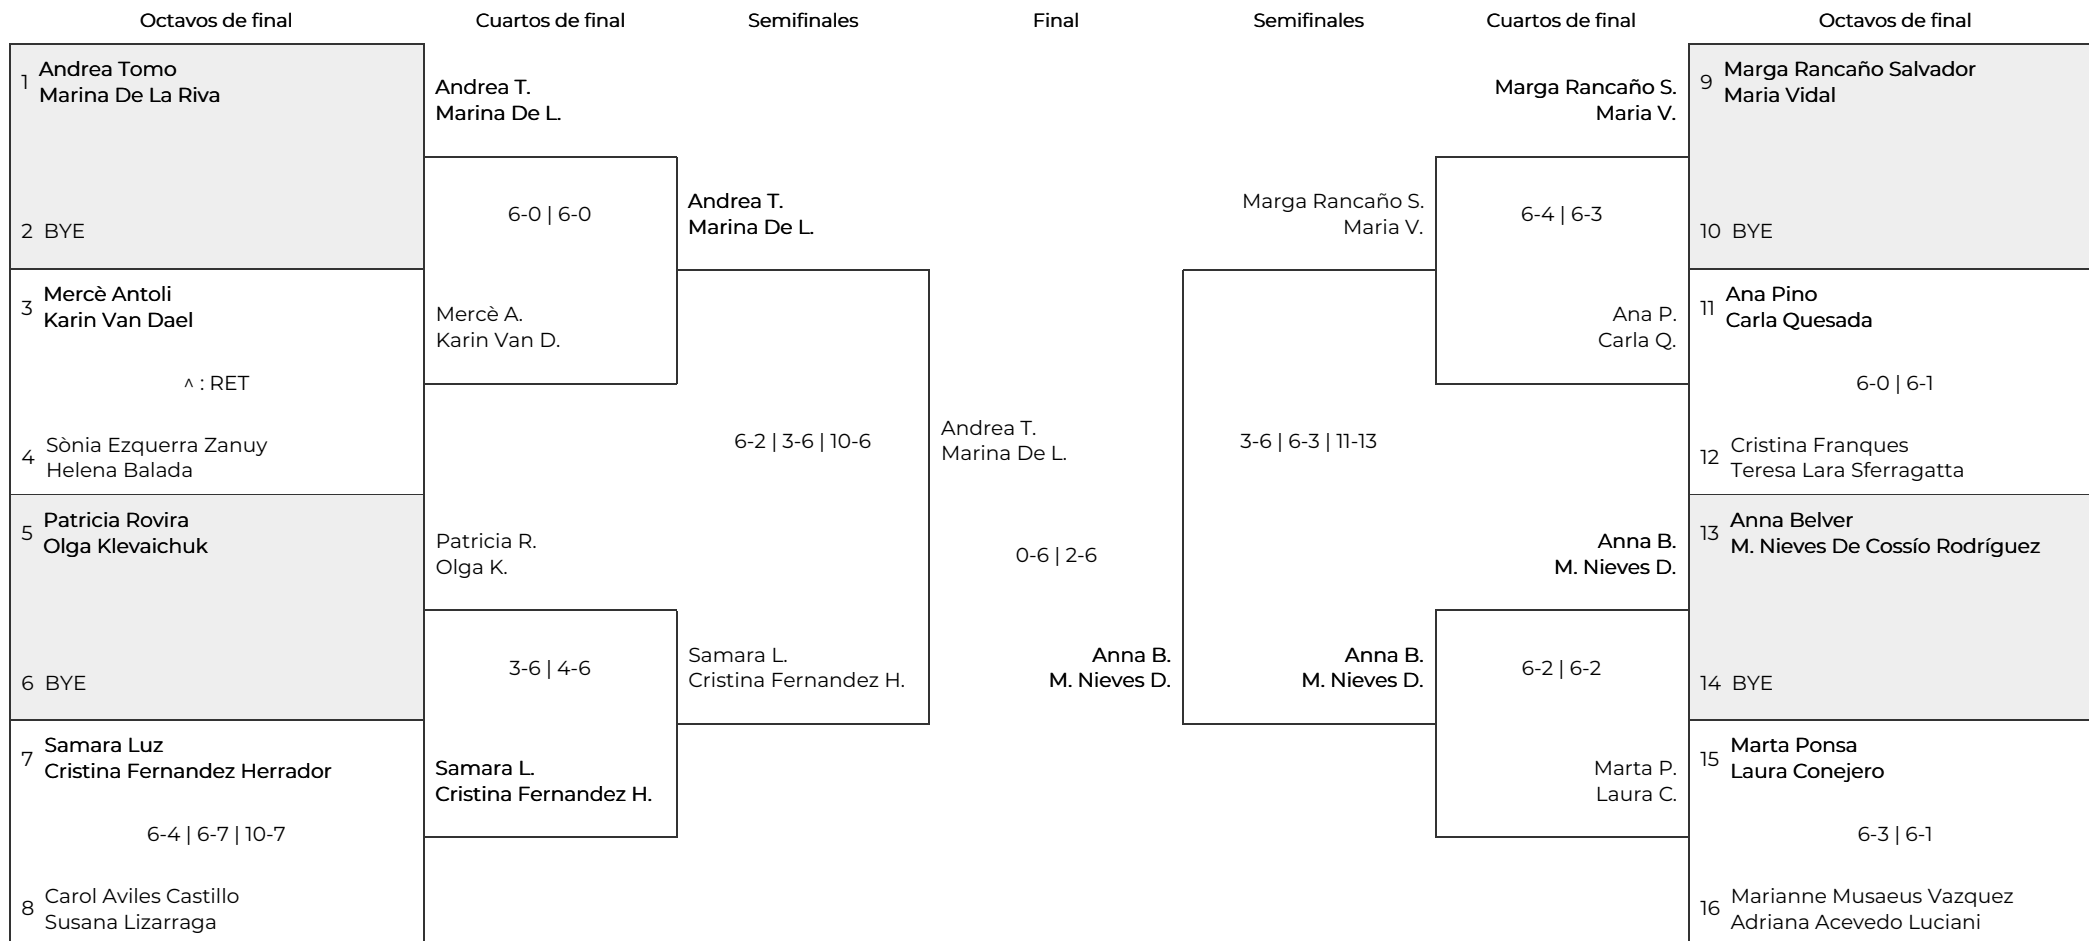 Octavos de final
Cuartos de final
Semifinales
Final
Semifinales
Cuartos de final
Octavos de final
1
Andrea Tomo
Marina De La Riva
2 BYE
3
Mercè Antoli
Karin Van Dael
^ : RET
4
Sònia Ezquerra Zanuy
Helena Balada
5
Patricia Rovira
Olga Klevaichuk
6 BYE
7
Samara Luz
Cristina Fernandez Herrador
6-4 | 6-7 | 10-7
8
Carol Aviles Castillo
Susana Lizarraga
Andrea T.
Marina De L.
6-0 | 6-0
Mercè A.
Karin Van D.
Patricia R.
Olga K.
3-6 | 4-6
Samara L.
Cristina Fernandez H.
Andrea T.
Marina De L.
6-2 | 3-6 | 10-6
Samara L.
Cristina Fernandez H.
Andrea T.
Marina De L.
0-6 | 2-6
Anna B.
M. Nieves D.
Marga Rancaño S.
Maria V.
3-6 | 6-3 | 11-13
Anna B.
M. Nieves D.
Marga Rancaño S.
Maria V.
6-4 | 6-3
Ana P.
Carla Q.
Anna B.
M. Nieves D.
6-2 | 6-2
Marta P.
Laura C.
9
Marga Rancaño Salvador
Maria Vidal
10 BYE
11
Ana Pino
Carla Quesada
6-0 | 6-1
12
Cristina Franques
Teresa Lara Sferragatta
13
Anna Belver
M. Nieves De Cossío Rodríguez
14 BYE
15
Marta Ponsa
Laura Conejero
6-3 | 6-1
16
Marianne Musaeus Vazquez
Adriana Acevedo Luciani